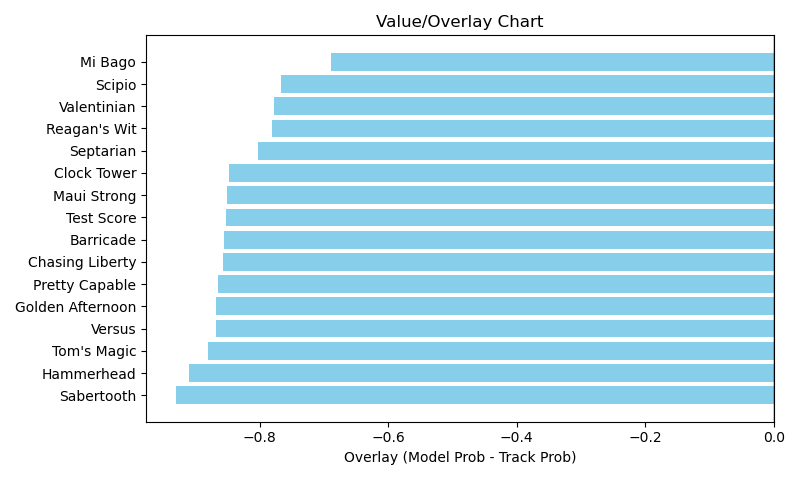 Value/Overlay Chart
Mi Bago
Scipio
Valentinian
Reagan's Wit
Septarian
Clock Tower
Maui Strong
Test Score
Barricade
Chasing Liberty
Pretty Capable
Golden Afternoon
Versus
Tom's Magic
Hammerhead
Sabertooth
−0.8 −0.6 −0.4 −0.2 0.0
Overlay (Model Prob - Track Prob)